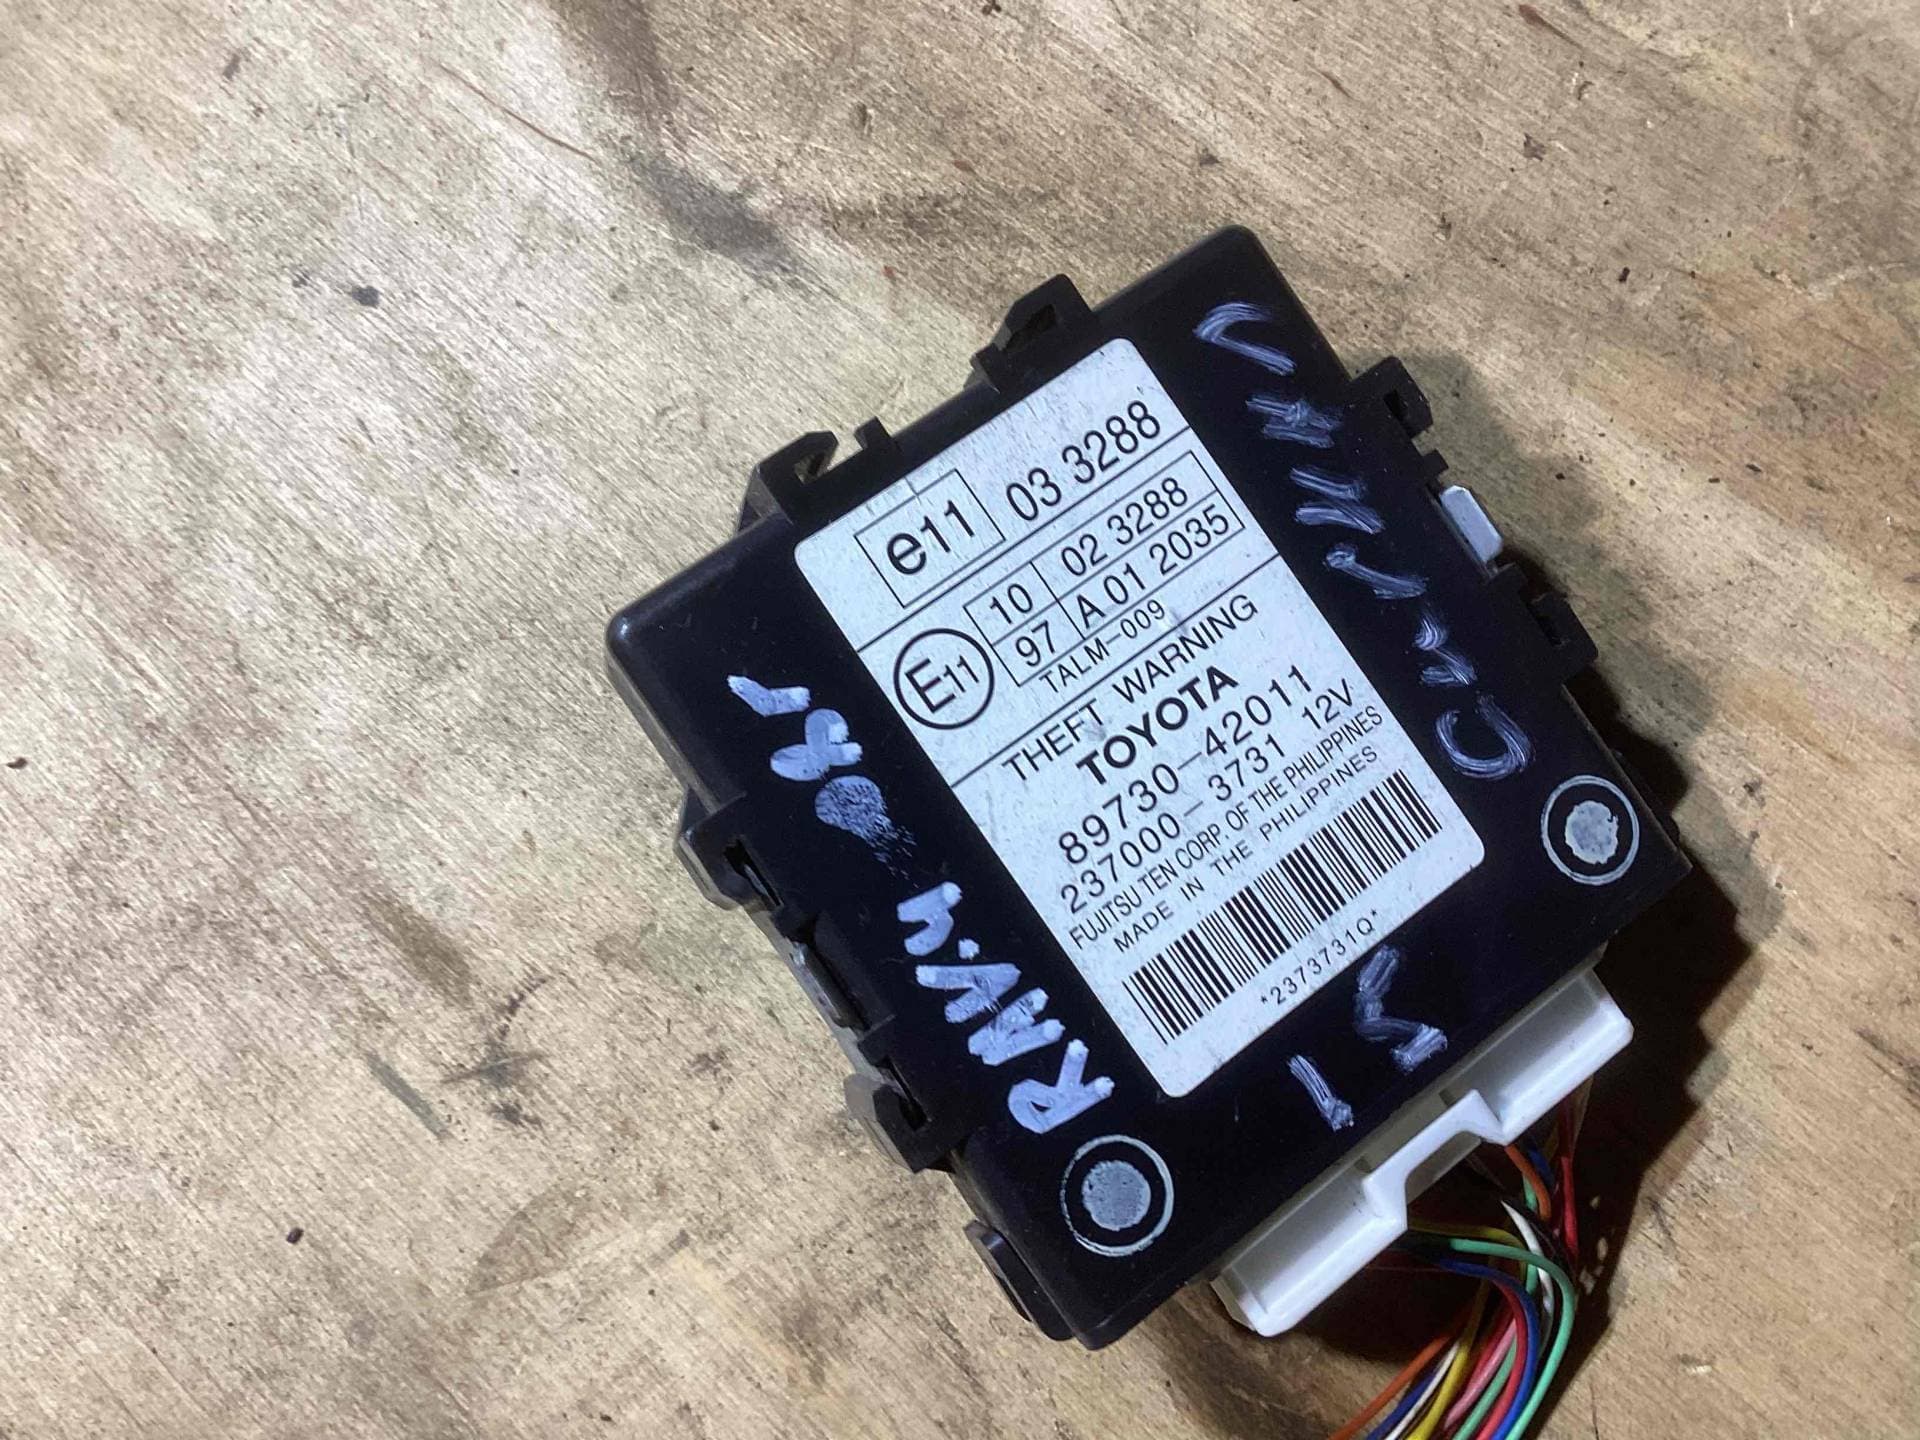 e11 03 3288
E11
10 02 3288
97 A 01 2035
TALM-009
THEFT WARNING
TOYOTA
89730-42011
237000-3731 12V
FUJITSU TEN CORP. OF THE PHILIPPINES
MADE IN THE PHILIPPINES
*2373731Q*
RAV4